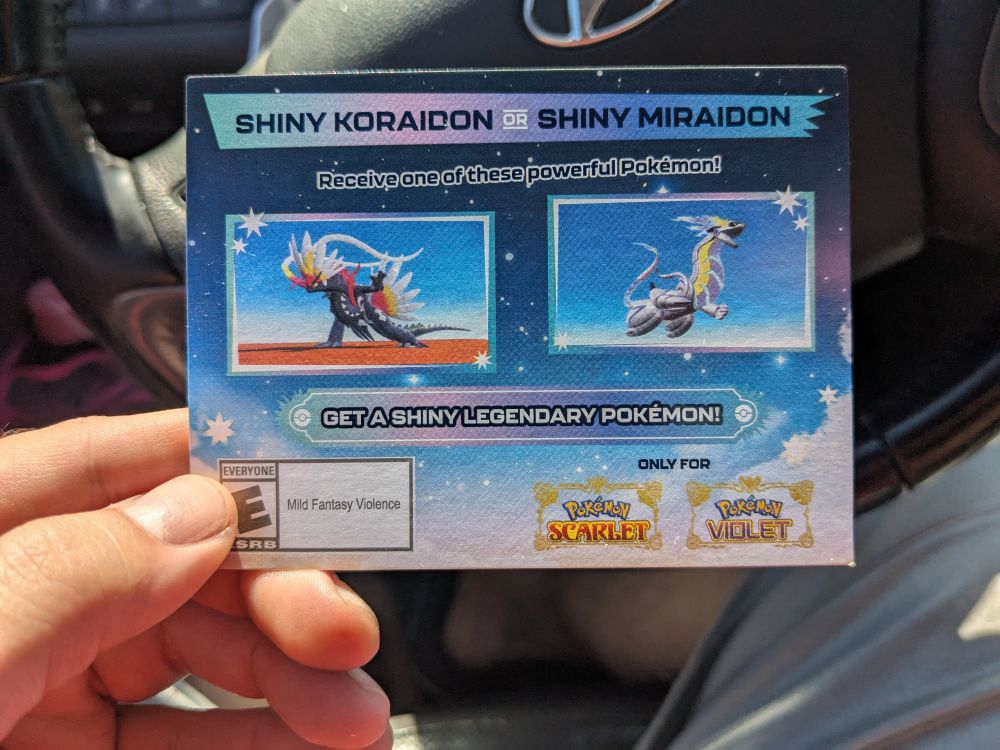 SHINY KORAIDON OR SHINY MIRAIDON
Receive one of these powerful Pokémon!
GET A SHINY LEGENDARY POKÉMON!
EVERYONE
E
ESRB
Mild Fantasy Violence
ONLY FOR
POKÉMON
SCARLET
POKÉMON
VIOLET